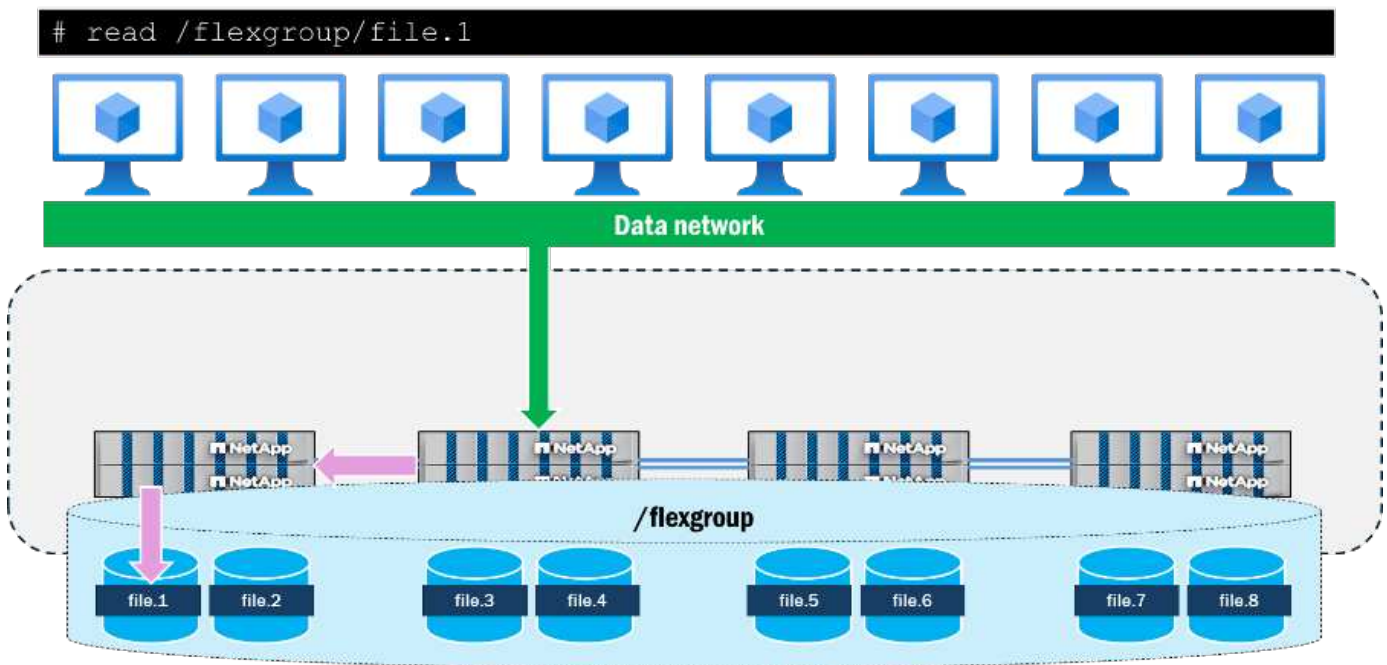 # read /flexgroup/file.1
Data network
NetApp
NetApp
NetApp
NetApp
NetApp
NetApp
NetApp
NetApp
/flexgroup
file.1
file.2
file.3
file.4
file.5
file.6
file.7
file.8